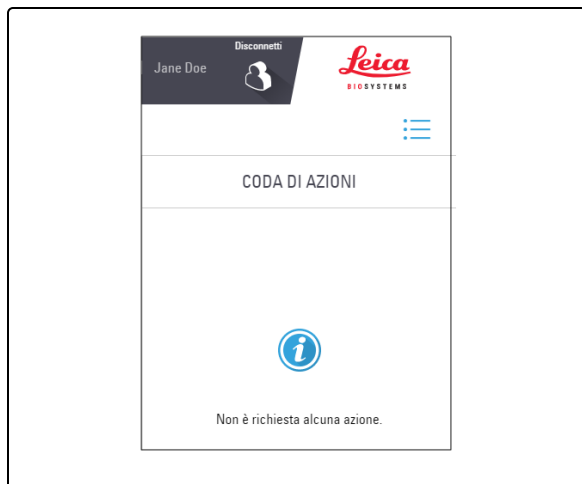 Disconnetti
Jane Doe
Leica
BIOSYSTEMS
CODA DI AZIONI
Non è richiesta alcuna azione.